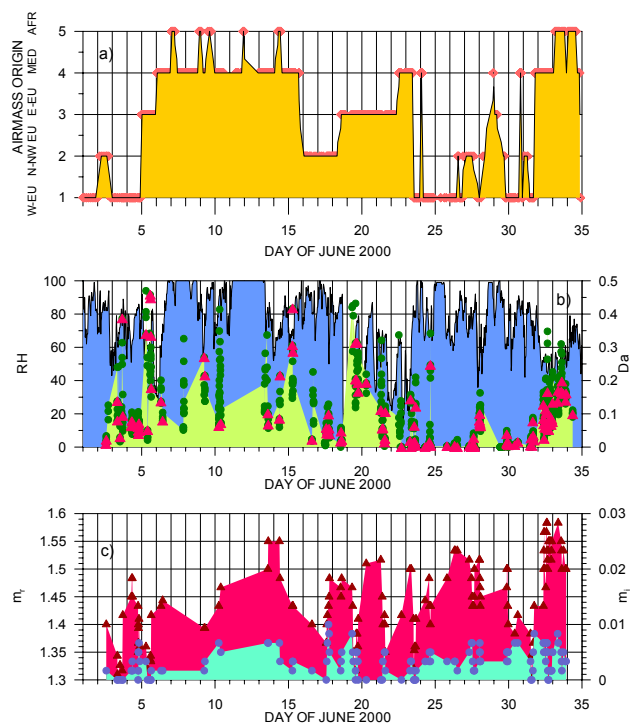 AIRMASS ORIGIN
W-EU N-NW EU E-EU MED AFR
a)
5
4
3
2
1
5 10 15 20 25 30 35
DAY OF JUNE 2000
RH
b)
Da
100 0.5
80 0.4
60 0.3
40 0.2
20 0.1
0 0
5 10 15 20 25 30 35
DAY OF JUNE 2000
mr
c)
mi
1.6 0.03
1.55
1.5 0.02
1.45
1.4 0.01
1.35
1.3 0
5 10 15 20 25 30 35
DAY OF JUNE 2000